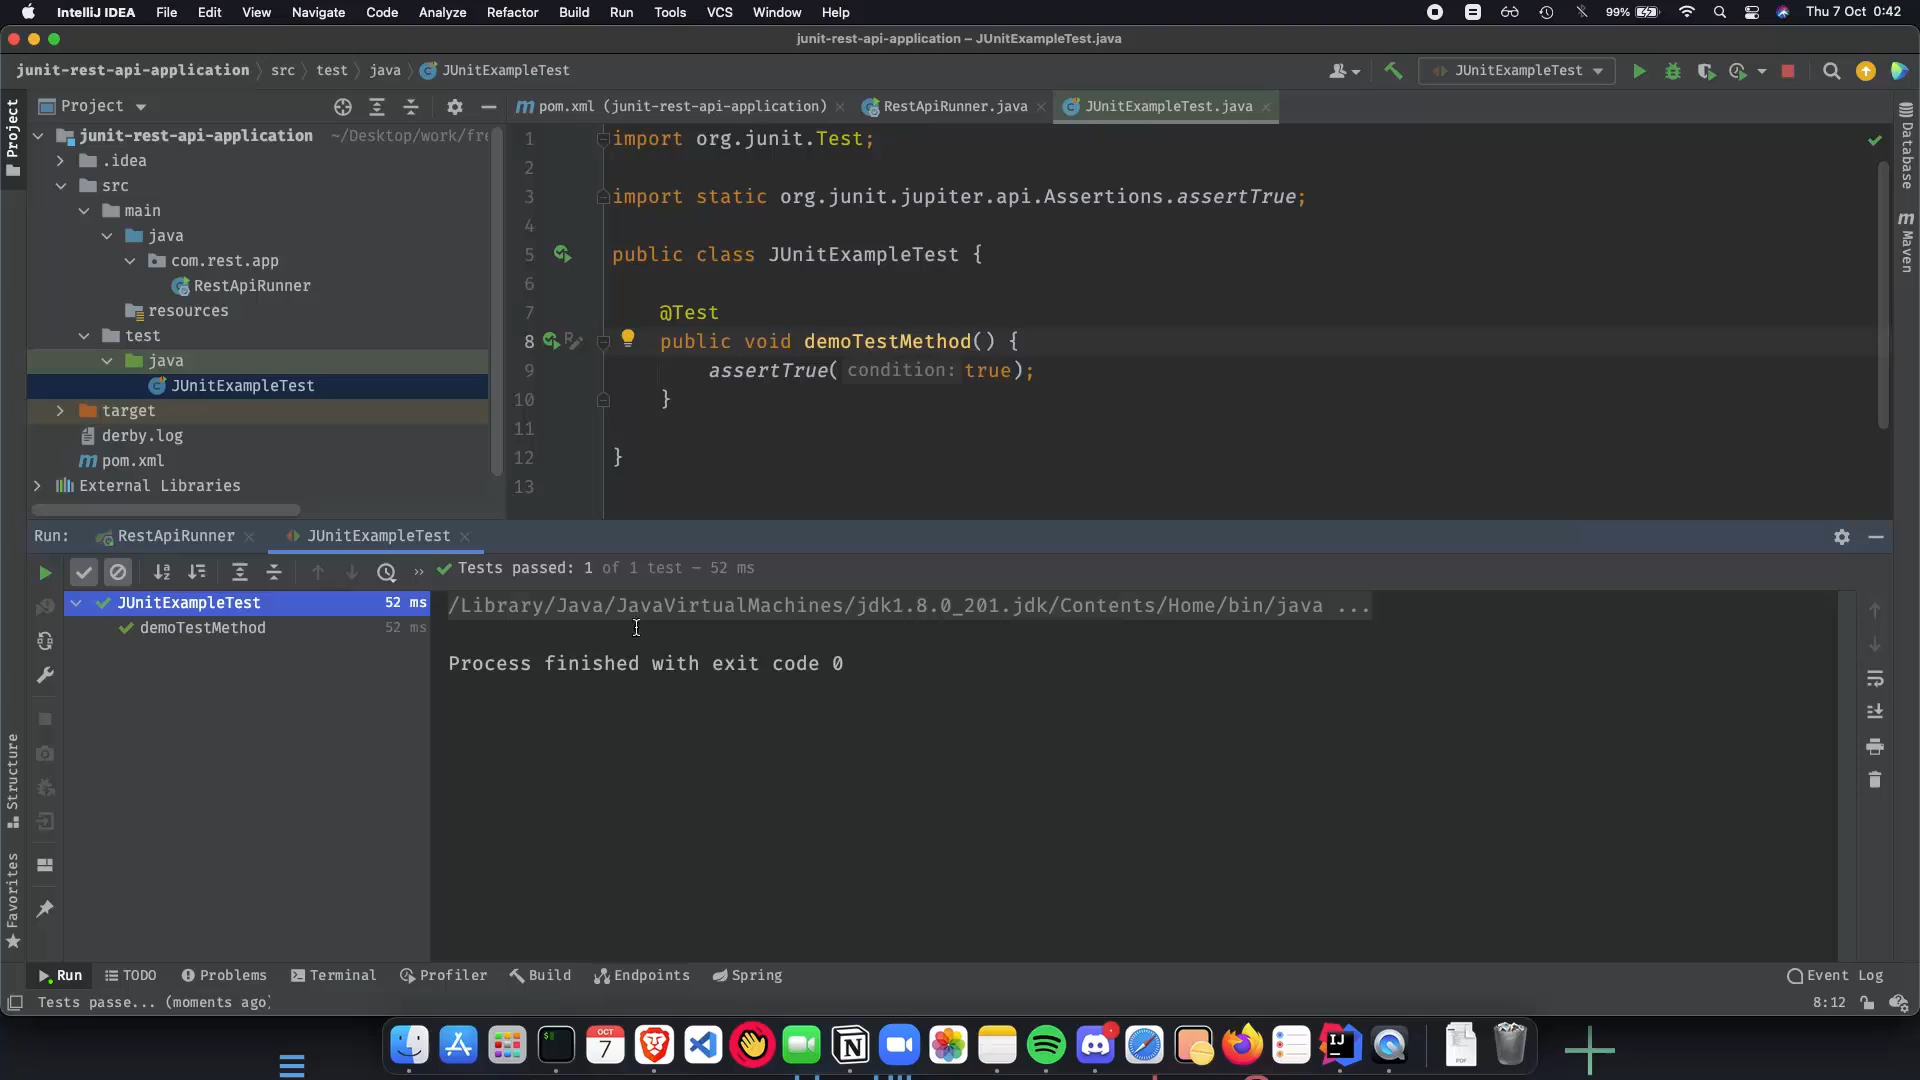 IntelliJ IDEA File Edit View Navigate Code Analyze Refactor Build Run Tools VCS Window Help 99% Thu 7 Oct 0:42
junit-rest-api-application – JUnitExampleTest.java
junit-rest-api-application src test java JUnitExampleTest JUnitExampleTest
Project pom.xml (junit-rest-api-application) RestApiRunner.java JUnitExampleTest.java
Project
Database
Maven
Structure
Favorites
junit-rest-api-application ~/Desktop/work/fre
.idea
src
main
java
com.rest.app
RestApiRunner
resources
test
java
JUnitExampleTest
target
derby.log
pom.xml
External Libraries
1 import org.junit.Test;
2
3 import static org.junit.jupiter.api.Assertions.assertTrue;
4
5 public class JUnitExampleTest {
6
7 @Test
8 public void demoTestMethod() {
9 assertTrue( condition: true);
10 }
11
12 }
13
Run: RestApiRunner JUnitExampleTest
Tests passed: 1 of 1 test – 52 ms
JUnitExampleTest 52 ms
demoTestMethod 52 ms
/Library/Java/JavaVirtualMachines/jdk1.8.0_201.jdk/Contents/Home/bin/java ...
Process finished with exit code 0
Run TODO Problems Terminal Profiler Build Endpoints Spring Event Log
Tests passe... (moments ago) 8:12
OCT
7
IJ
PDF